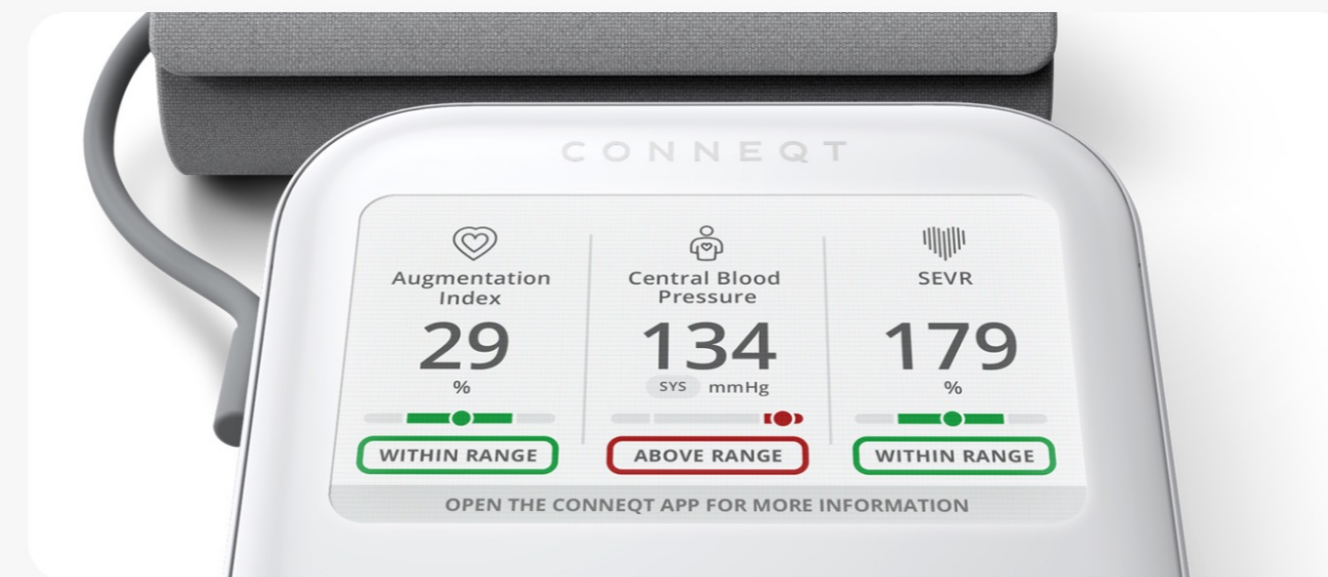 CONNEQT
Augmentation
Index
29
%
WITHIN RANGE
Central Blood
Pressure
134
SYS mmHg
ABOVE RANGE
SEVR
179
%
WITHIN RANGE
OPEN THE CONNEQT APP FOR MORE INFORMATION